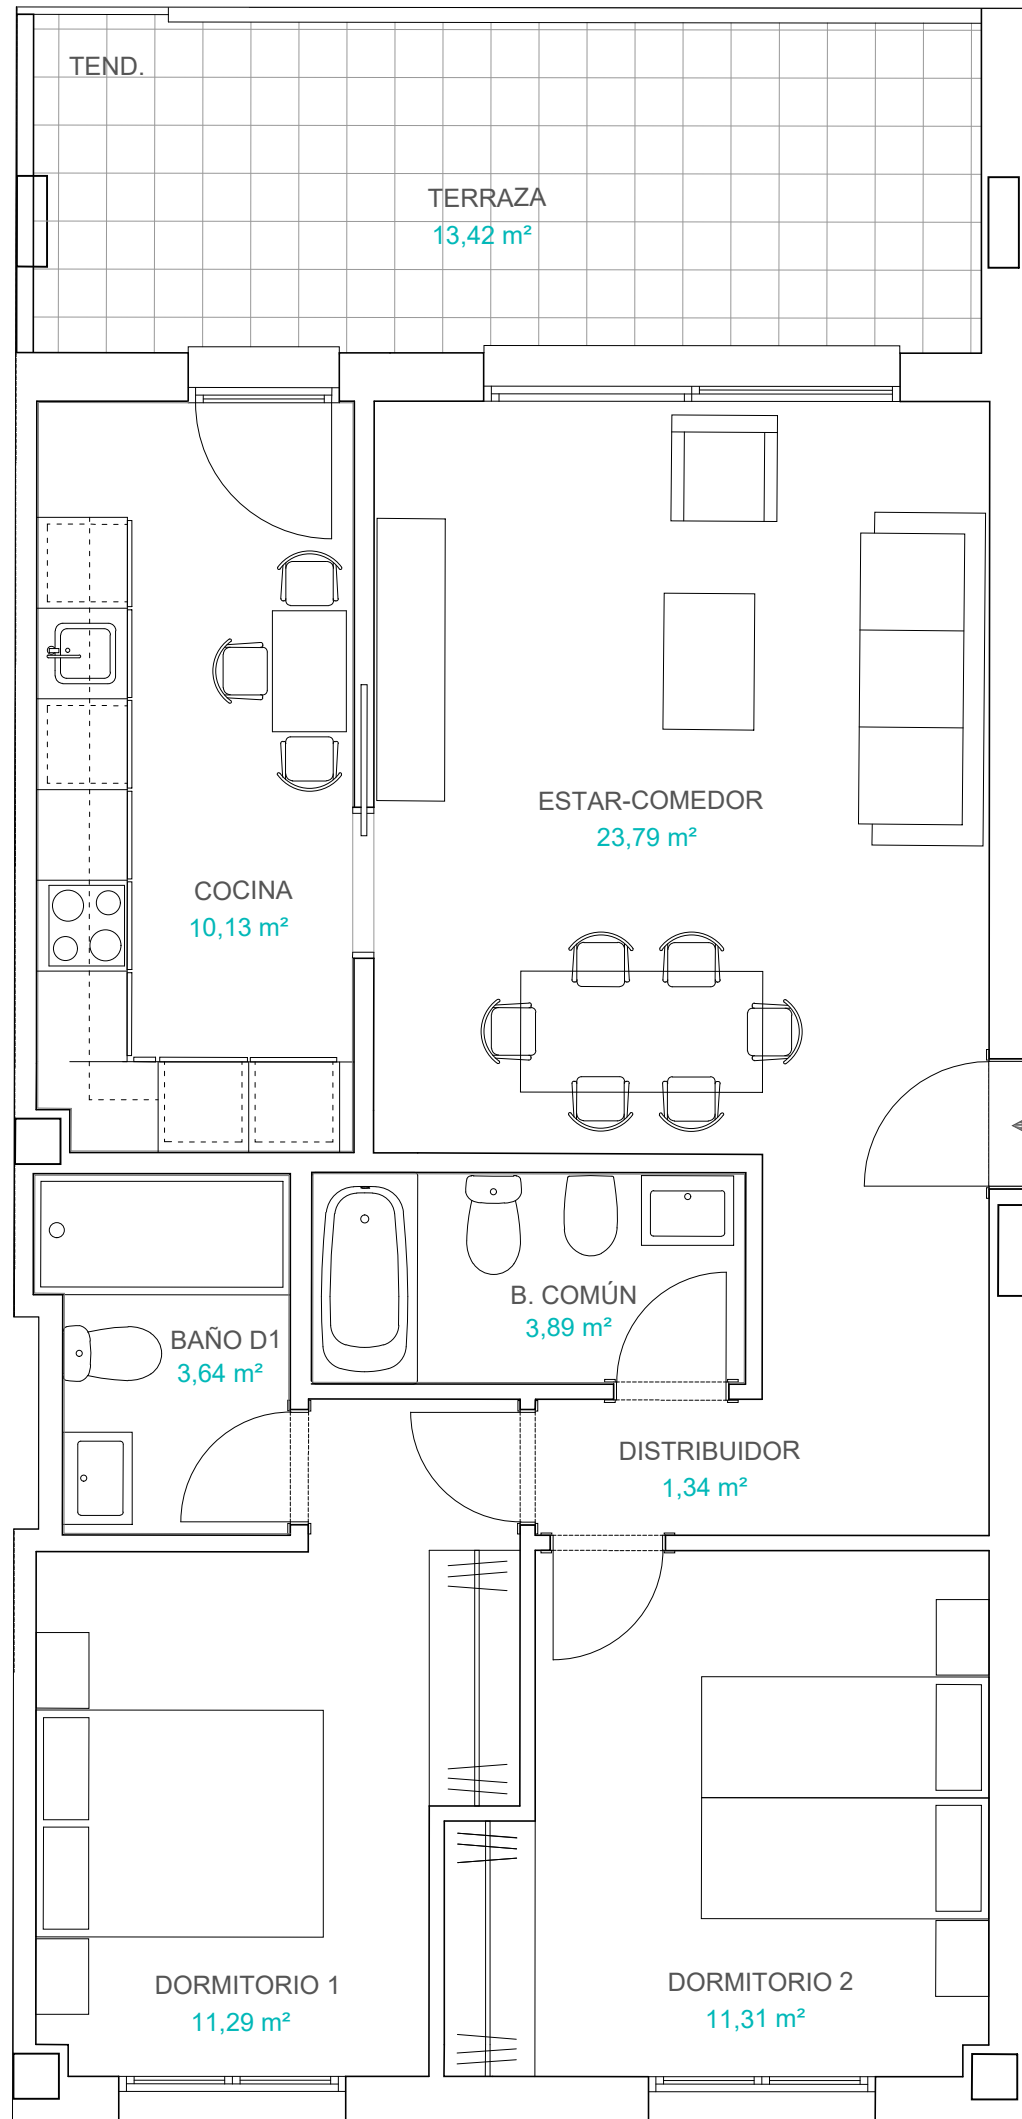 TEND.
TERRAZA
13,42 m²
ESTAR-COMEDOR
23,79 m²
COCINA
10,13 m²
B. COMÚN
3,89 m²
BAÑO D1
3,64 m²
DISTRIBUIDOR
1,34 m²
DORMITORIO 1
11,29 m²
DORMITORIO 2
11,31 m²